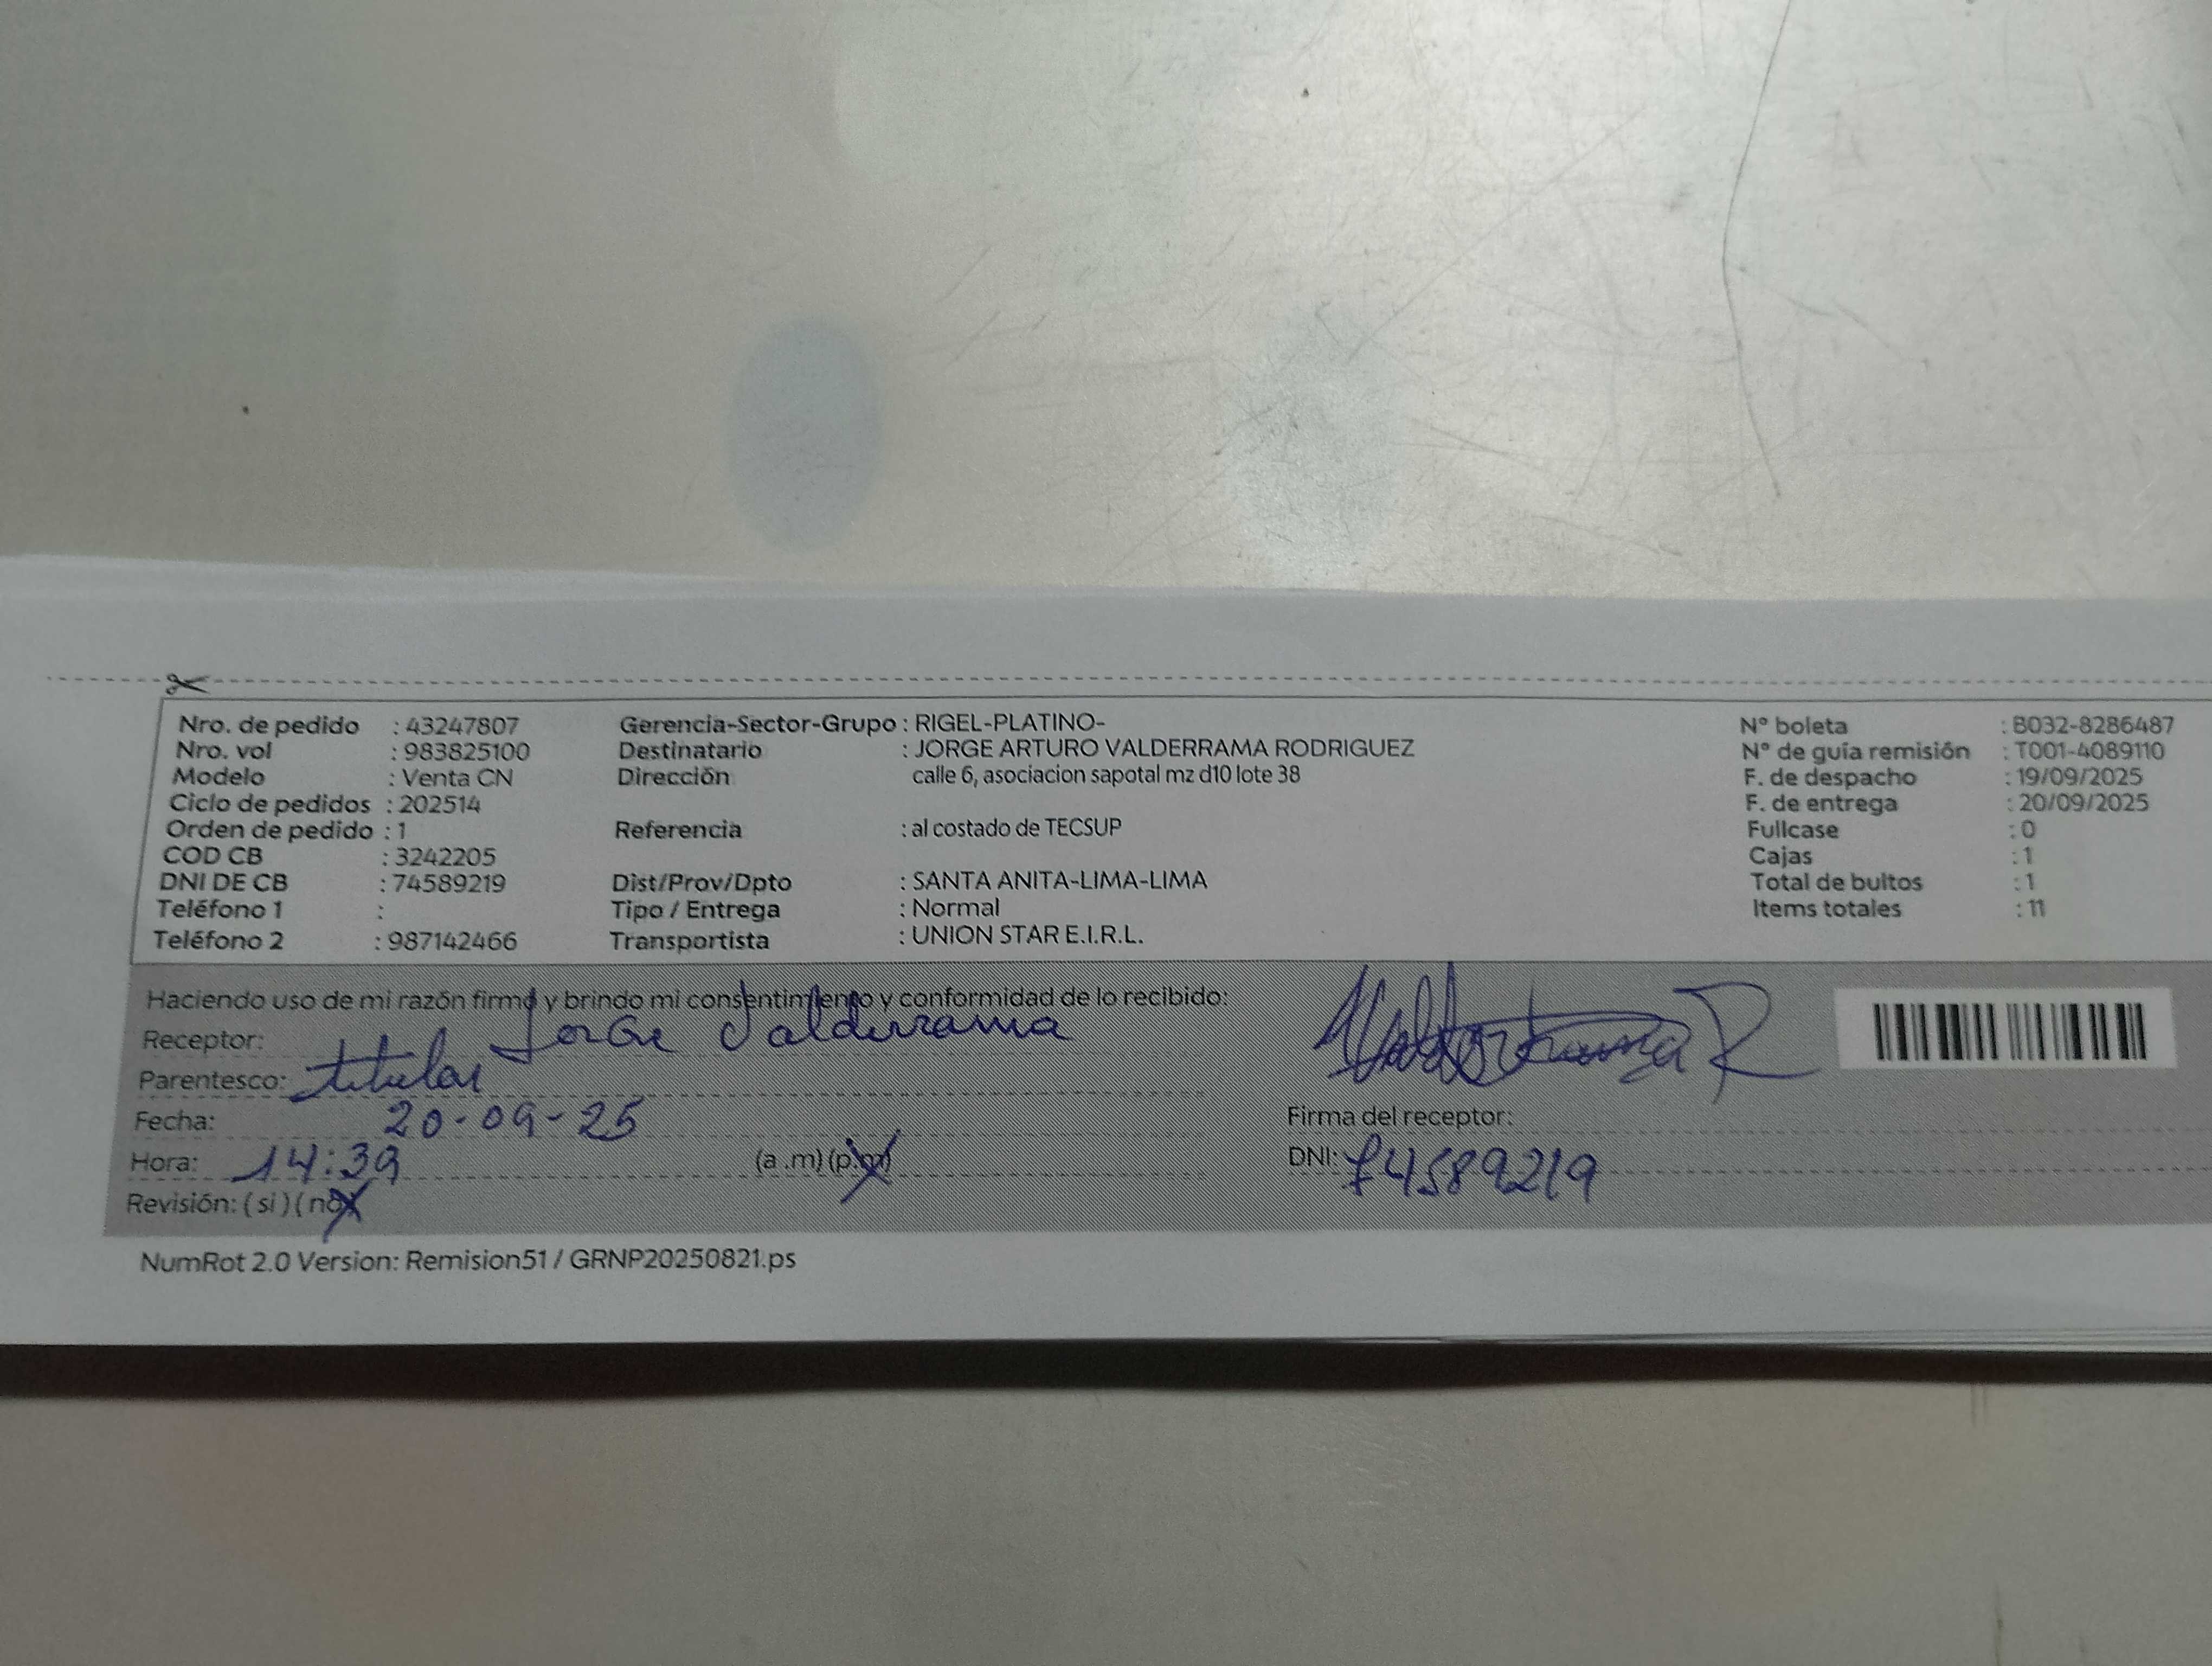 Nro. de pedido : 43247807 Gerencia-Sector-Grupo : RIGEL-PLATINO- N° boleta : B032-8286487
Nro. vol : 983825100 Destinatario : JORGE ARTURO VALDERRAMA RODRIGUEZ N° de guía remisión : T001-4089110
Modelo : Venta CN Dirección calle 6, asociacion sapotal mz d10 lote 38 F. de despacho : 19/09/2025
Ciclo de pedidos : 202514 F. de entrega : 20/09/2025
Orden de pedido : 1 Referencia : al costado de TECSUP Fullcase : 0
COD CB : 3242205 Cajas : 1
DNI DE CB : 74589219 Dist/Prov/Dpto : SANTA ANITA-LIMA-LIMA Total de bultos : 1
Teléfono 1 : Tipo / Entrega : Normal Items totales : 11
Teléfono 2 : 987142466 Transportista : UNION STAR E.I.R.L.
Haciendo uso de mi razón firmo y brindo mi consentimiento y conformidad de lo recibido:
Receptor: Jorge Valderrama
Parentesco: titular
Fecha: 20-09-25 Firma del receptor: Valderrama R
Hora: 14:39 (a .m) (p.m) DNI: 74589219
Revisión: ( si ) ( no )
NumRot 2.0 Version: Remision51 / GRNP20250821.ps